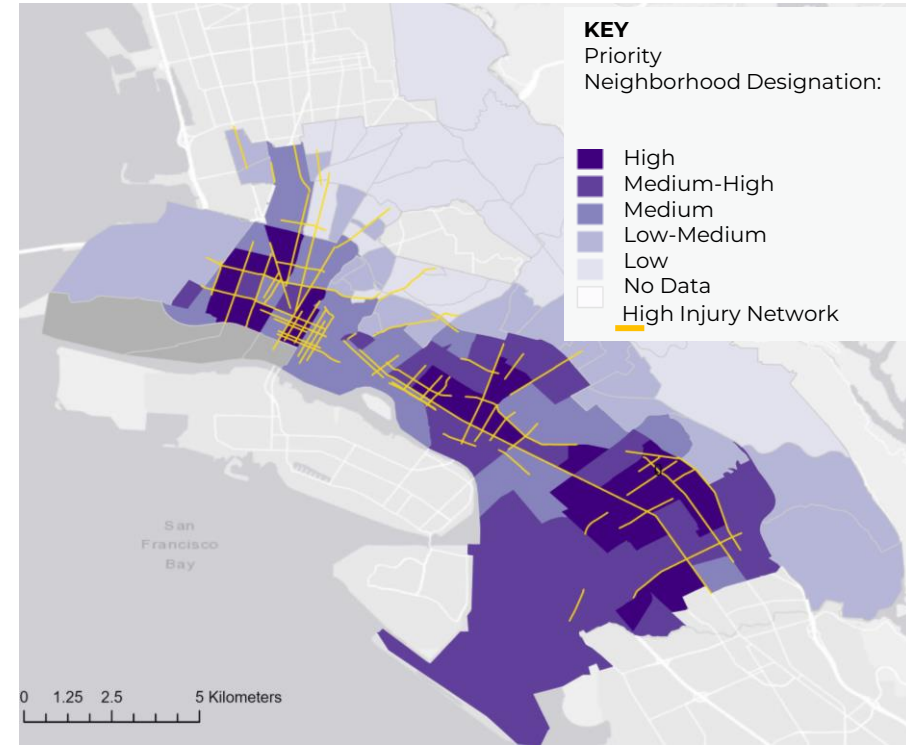 KEY
Priority
Neighborhood Designation:
High
Medium-High
Medium
Low-Medium
Low
No Data
High Injury Network
San
Francisco
Bay
0 1.25 2.5 5 Kilometers